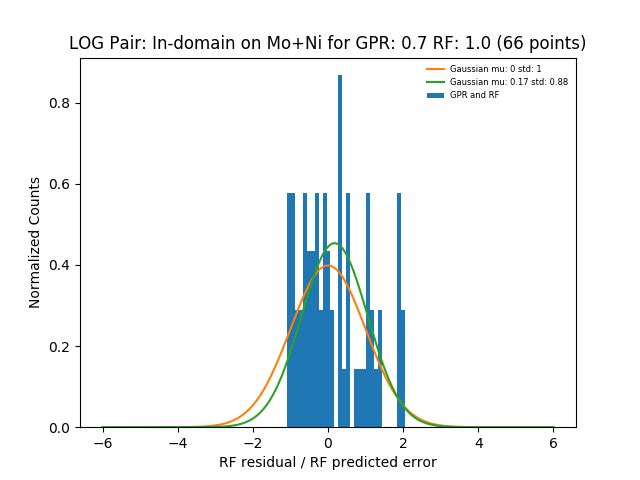 LOG Pair: In-domain on Mo+Ni for GPR: 0.7 RF: 1.0 (66 points)
Gaussian mu: 0 std: 1
Gaussian mu: 0.17 std: 0.88
GPR and RF
Normalized Counts
0.8
0.6
0.4
0.2
0.0
−6
−4
−2
0
2
4
6
RF residual / RF predicted error